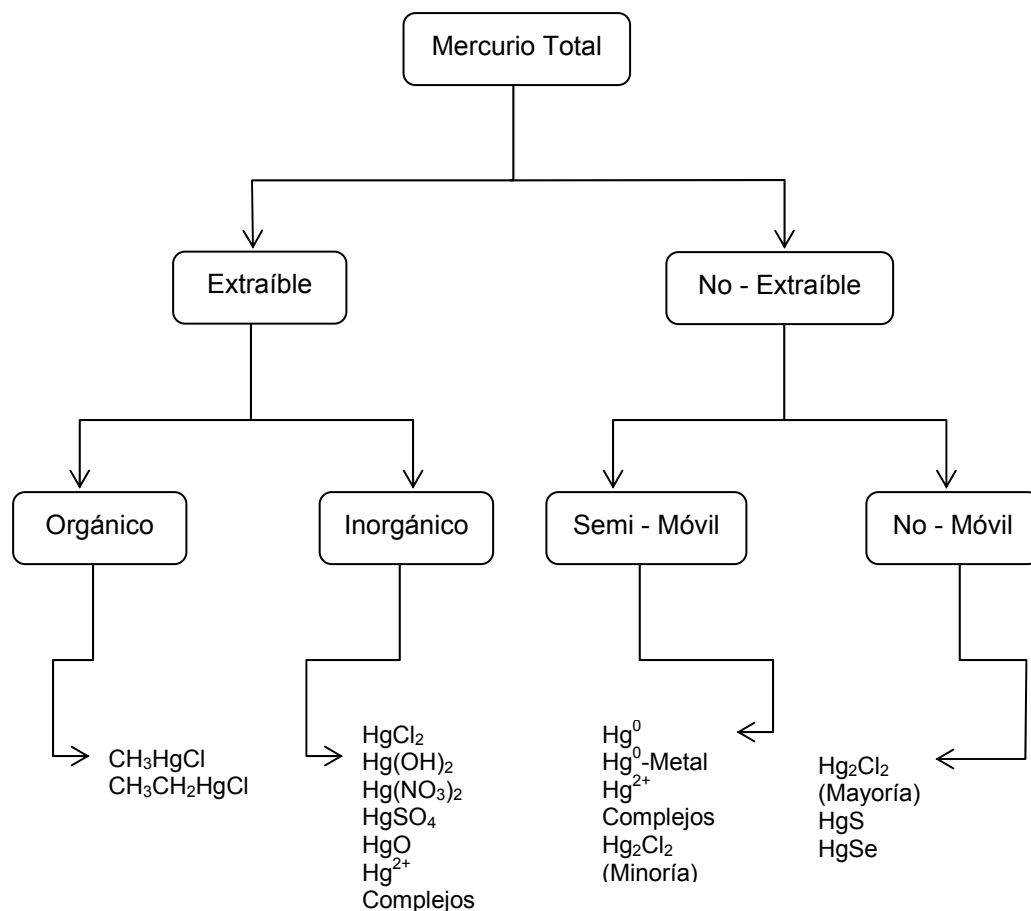 Mercurio Total
Extraíble
No - Extraíble
Orgánico
Inorgánico
Semi - Móvil
No - Móvil
CH₃HgCl
CH₃CH₂HgCl
HgCl₂
Hg(OH)₂
Hg(NO₃)₂
HgSO₄
HgO
Hg²⁺
Complejos
Hg⁰
Hg⁰-Metal
Hg²⁺
Complejos
Hg₂Cl₂
(Minoría)
Hg₂Cl₂
(Mayoría)
HgS
HgSe